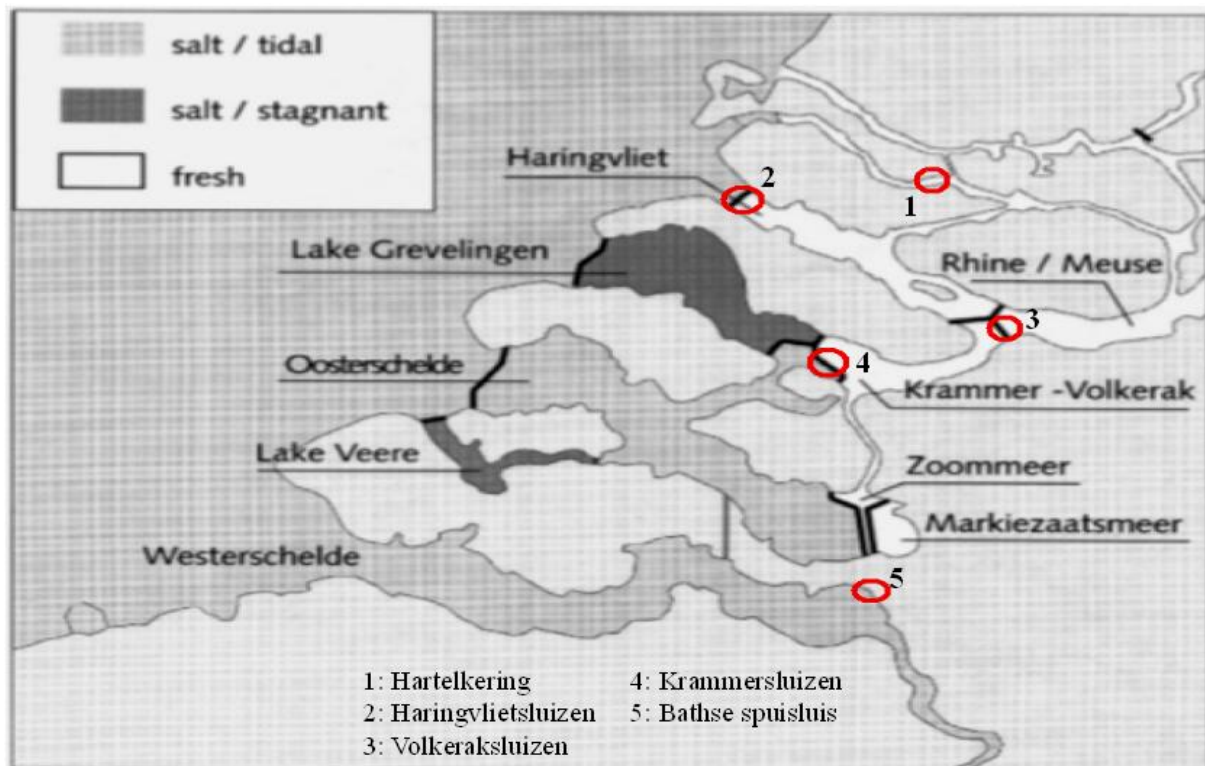 salt / tidal
salt / stagnant
fresh
Haringvliet
2
1
Lake Grevelingen
Rhine / Meuse
3
Oosterschelde
4
Krammer -Volkerak
Lake Veere
Zoommeer
Markiezaatsmeer
Westerschelde
5
1: Hartelkering
2: Haringvlietsluizen
3: Volkeraksluizen
4: Krammersluizen
5: Bathse spuisluis